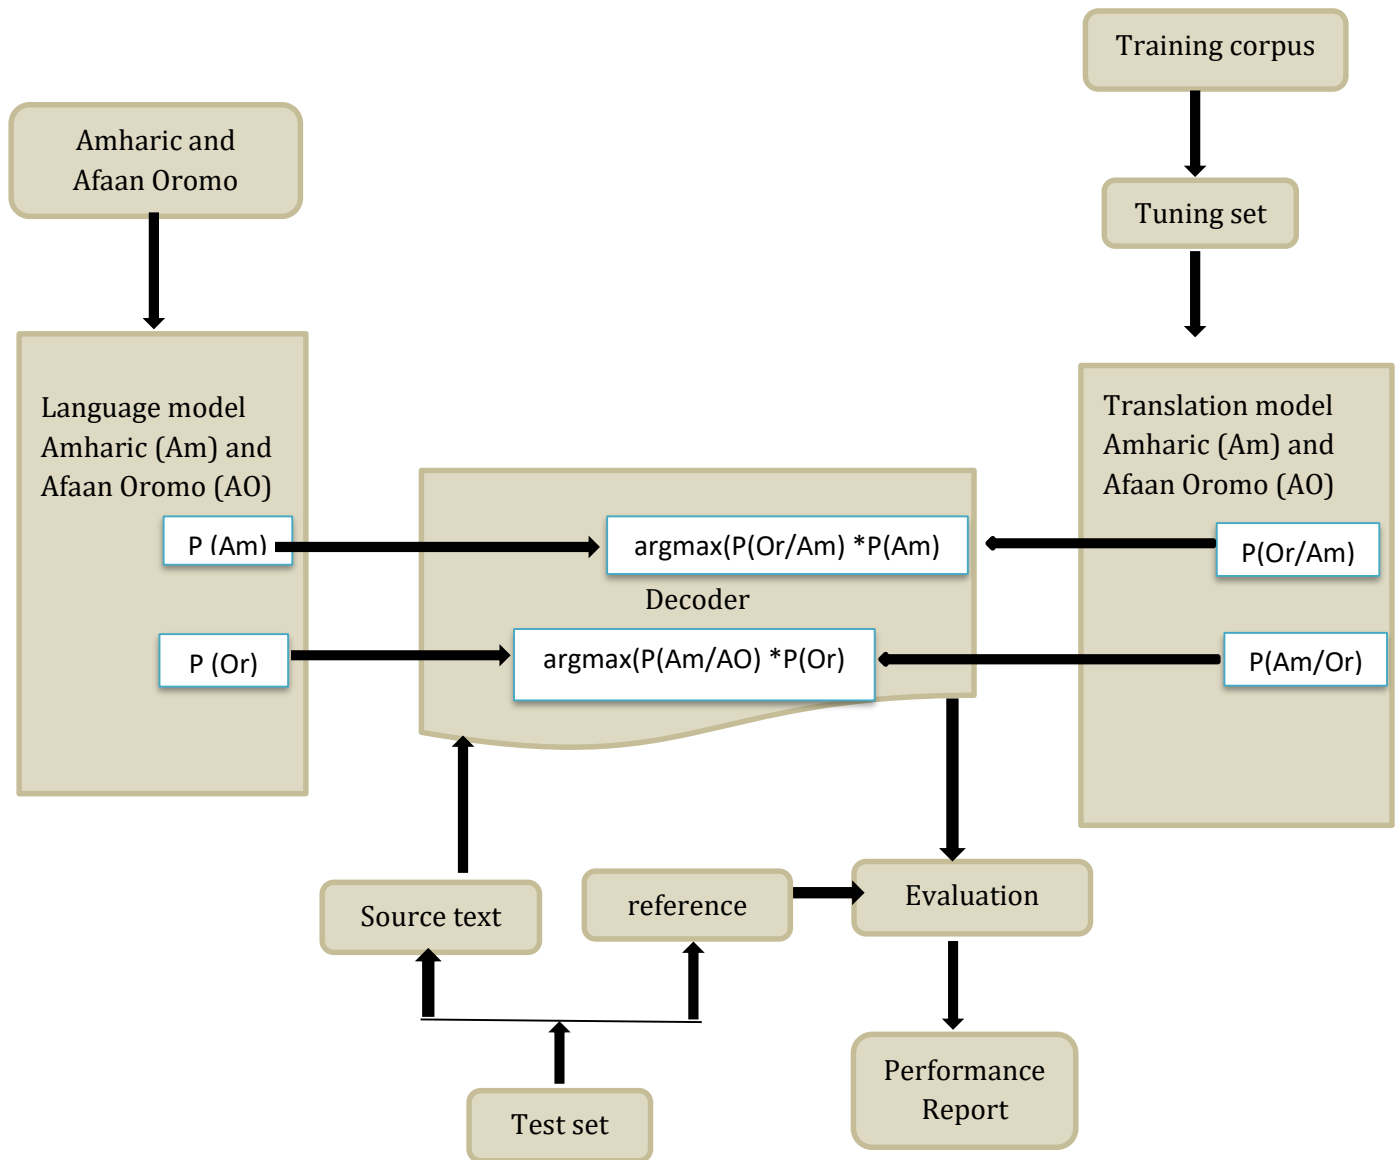 Training corpus
Amharic and
Afaan Oromo
Tuning set
Language model
Amharic (Am) and
Afaan Oromo (AO)
Translation model
Amharic (Am) and
Afaan Oromo (AO)
P (Am)
argmax(P(Or/Am) *P(Am)
P(Or/Am)
Decoder
P (Or)
argmax(P(Am/AO) *P(Or)
P(Am/Or)
Source text
reference
Evaluation
Performance
Report
Test set